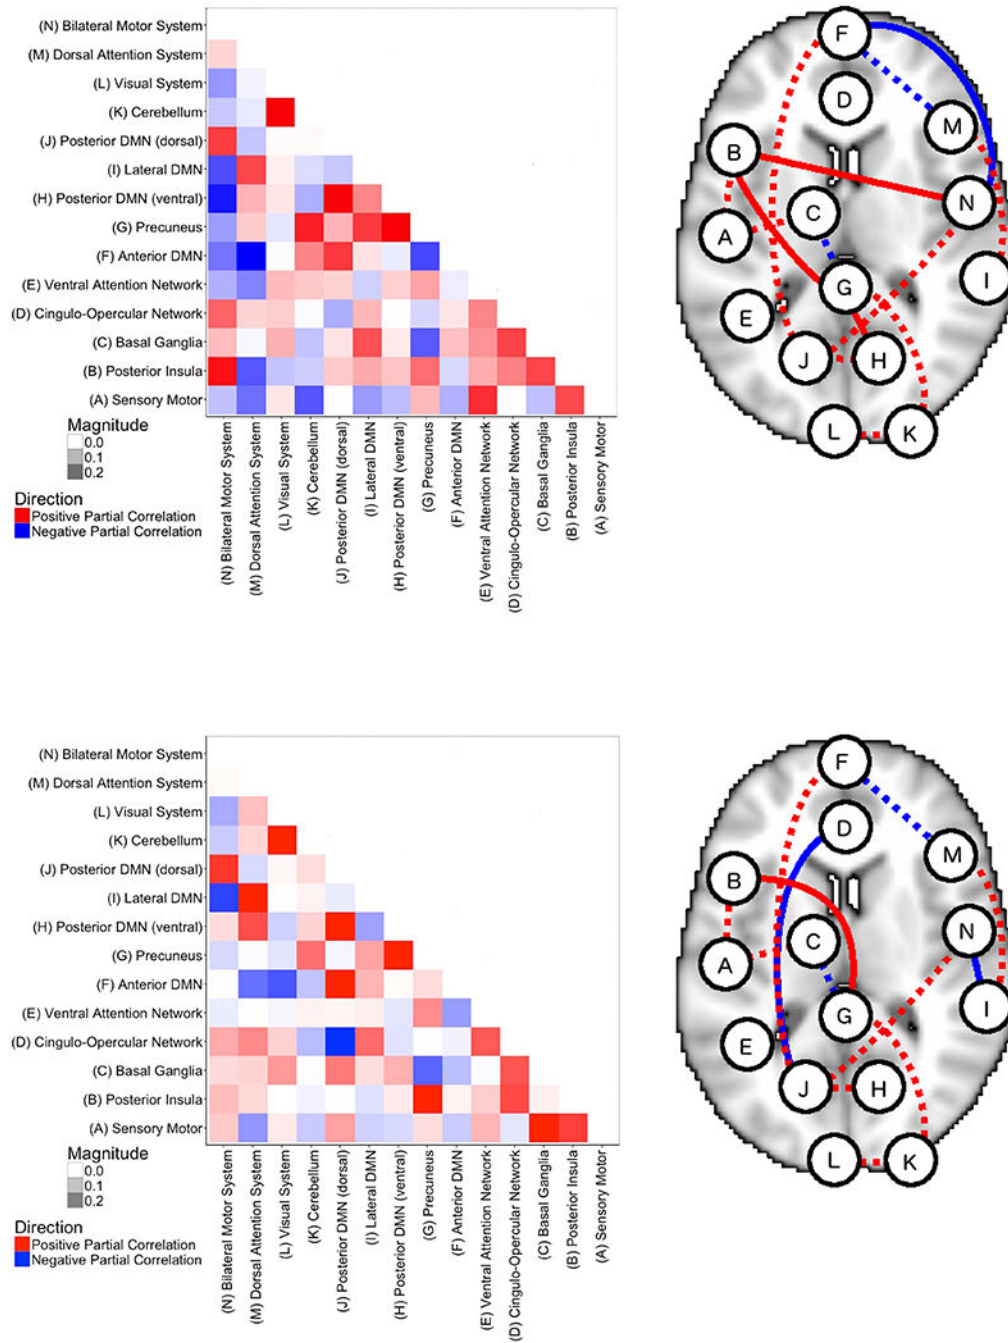 (N) Bilateral Motor System
(M) Dorsal Attention System
(L) Visual System
(K) Cerebellum
(J) Posterior DMN (dorsal)
(I) Lateral DMN
(H) Posterior DMN (ventral)
(G) Precuneus
(F) Anterior DMN
(E) Ventral Attention Network
(D) Cingulo-Opercular Network
(C) Basal Ganglia
(B) Posterior Insula
(A) Sensory Motor
Magnitude
0.0
0.1
0.2
Direction
Positive Partial Correlation
Negative Partial Correlation
(N) Bilateral Motor System
(M) Dorsal Attention System
(L) Visual System
(K) Cerebellum
(J) Posterior DMN (dorsal)
(I) Lateral DMN
(H) Posterior DMN (ventral)
(G) Precuneus
(F) Anterior DMN
(E) Ventral Attention Network
(D) Cingulo-Opercular Network
(C) Basal Ganglia
(B) Posterior Insula
(A) Sensory Motor
F
D
M
B
N
C
A
I
G
E
J
H
L
K
(N) Bilateral Motor System
(M) Dorsal Attention System
(L) Visual System
(K) Cerebellum
(J) Posterior DMN (dorsal)
(I) Lateral DMN
(H) Posterior DMN (ventral)
(G) Precuneus
(F) Anterior DMN
(E) Ventral Attention Network
(D) Cingulo-Opercular Network
(C) Basal Ganglia
(B) Posterior Insula
(A) Sensory Motor
Magnitude
0.0
0.1
0.2
Direction
Positive Partial Correlation
Negative Partial Correlation
(N) Bilateral Motor System
(M) Dorsal Attention System
(L) Visual System
(K) Cerebellum
(J) Posterior DMN (dorsal)
(I) Lateral DMN
(H) Posterior DMN (ventral)
(G) Precuneus
(F) Anterior DMN
(E) Ventral Attention Network
(D) Cingulo-Opercular Network
(C) Basal Ganglia
(B) Posterior Insula
(A) Sensory Motor
F
D
M
B
N
C
A
I
G
E
J
H
L
K